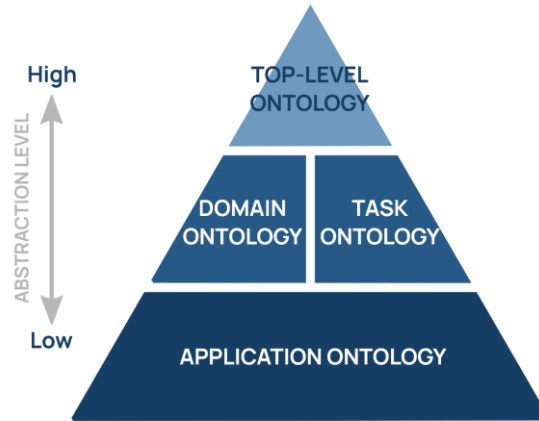 High
TOP-LEVEL
ONTOLOGY
ABSTRACTION LEVEL
DOMAIN
ONTOLOGY
TASK
ONTOLOGY
Low
APPLICATION ONTOLOGY